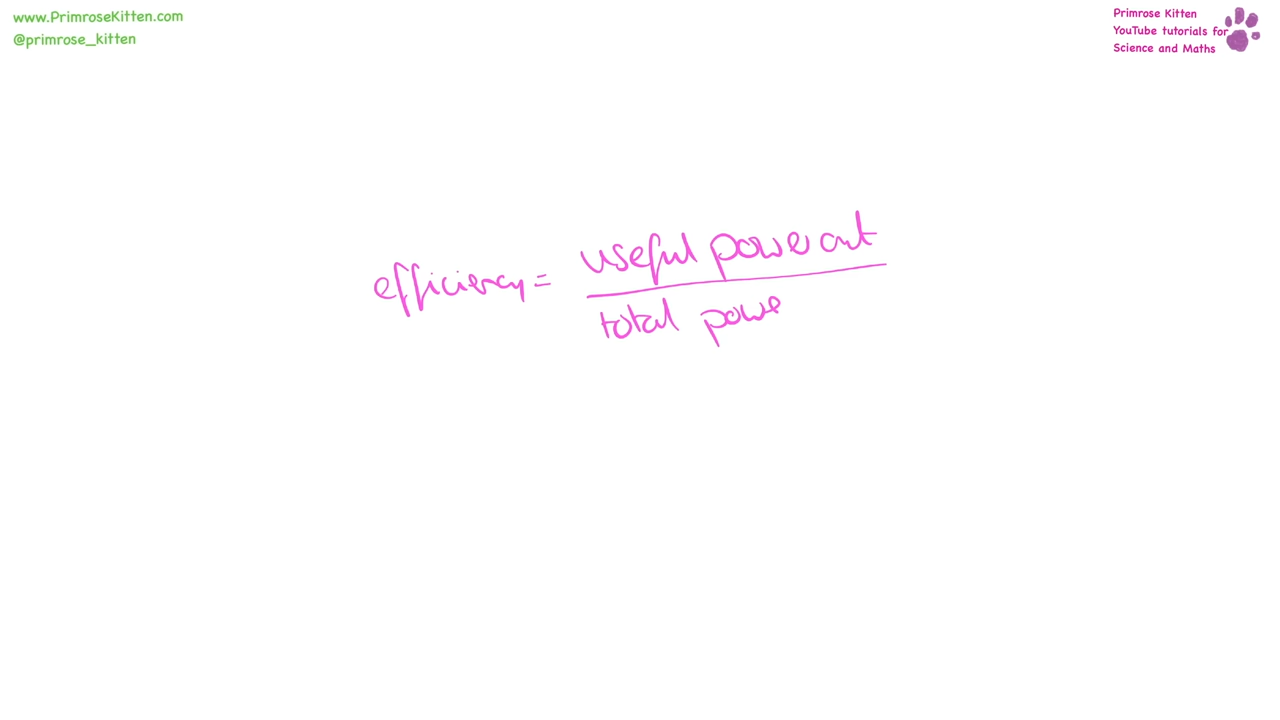 www.PrimroseKitten.com
@primrose_kitten
Primrose Kitten
YouTube tutorials for
Science and Maths
efficiency = useful power out
total powe